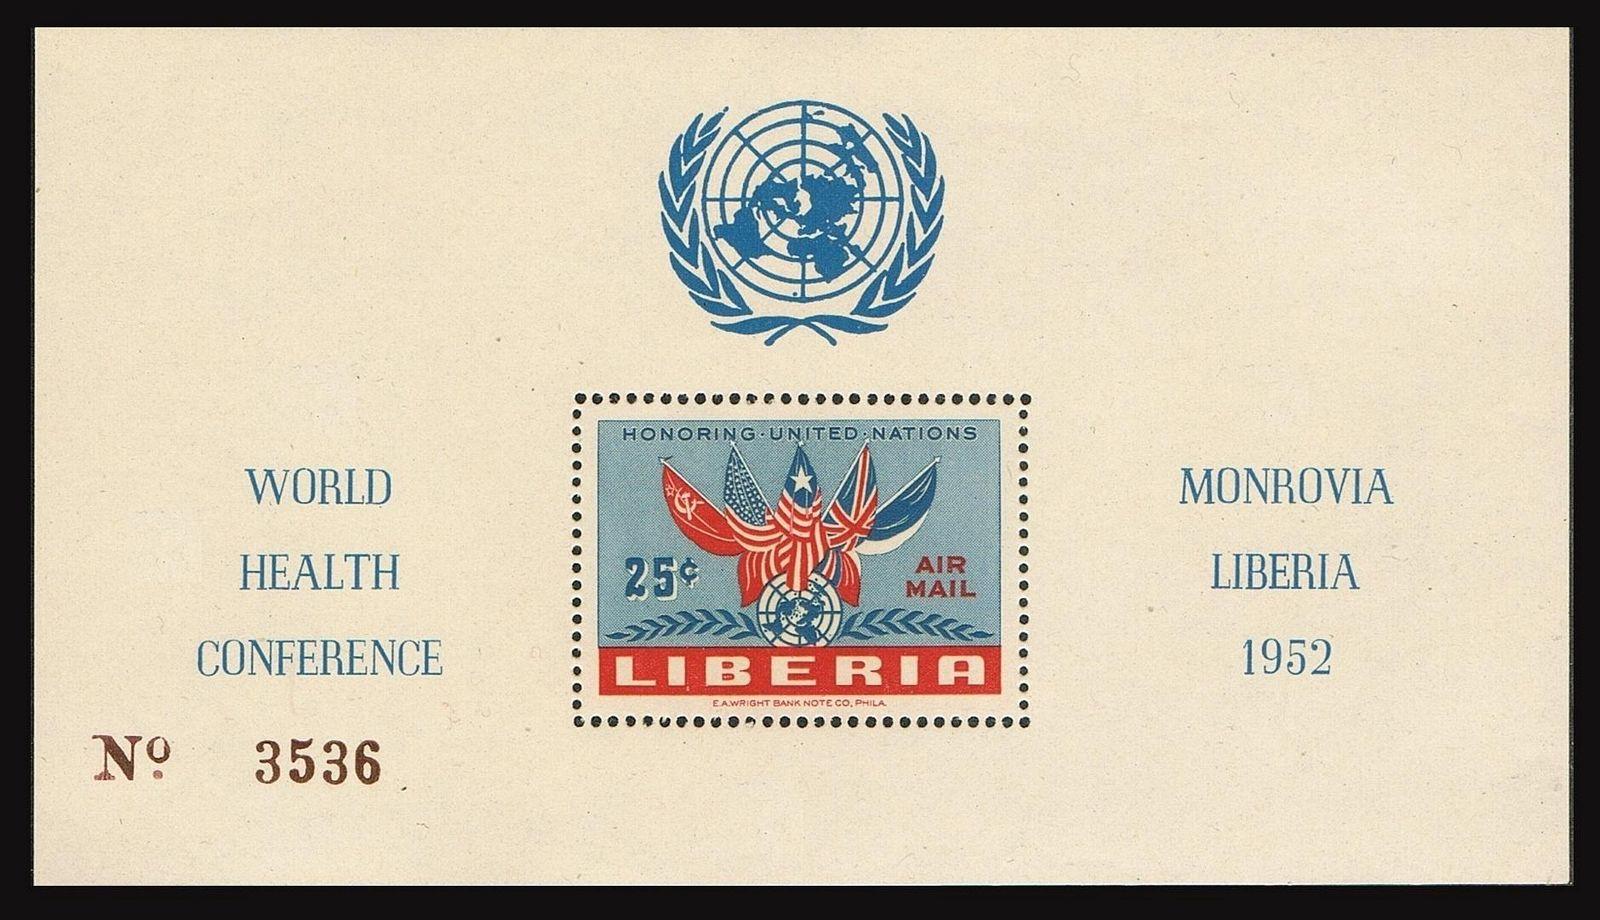 HONORING·UNITED·NATIONS
25¢
AIR
MAIL
LIBERIA
E.A.WRIGHT BANK NOTE CO., PHILA.
WORLD
HEALTH
CONFERENCE
MONROVIA
LIBERIA
1952
Nº 3536